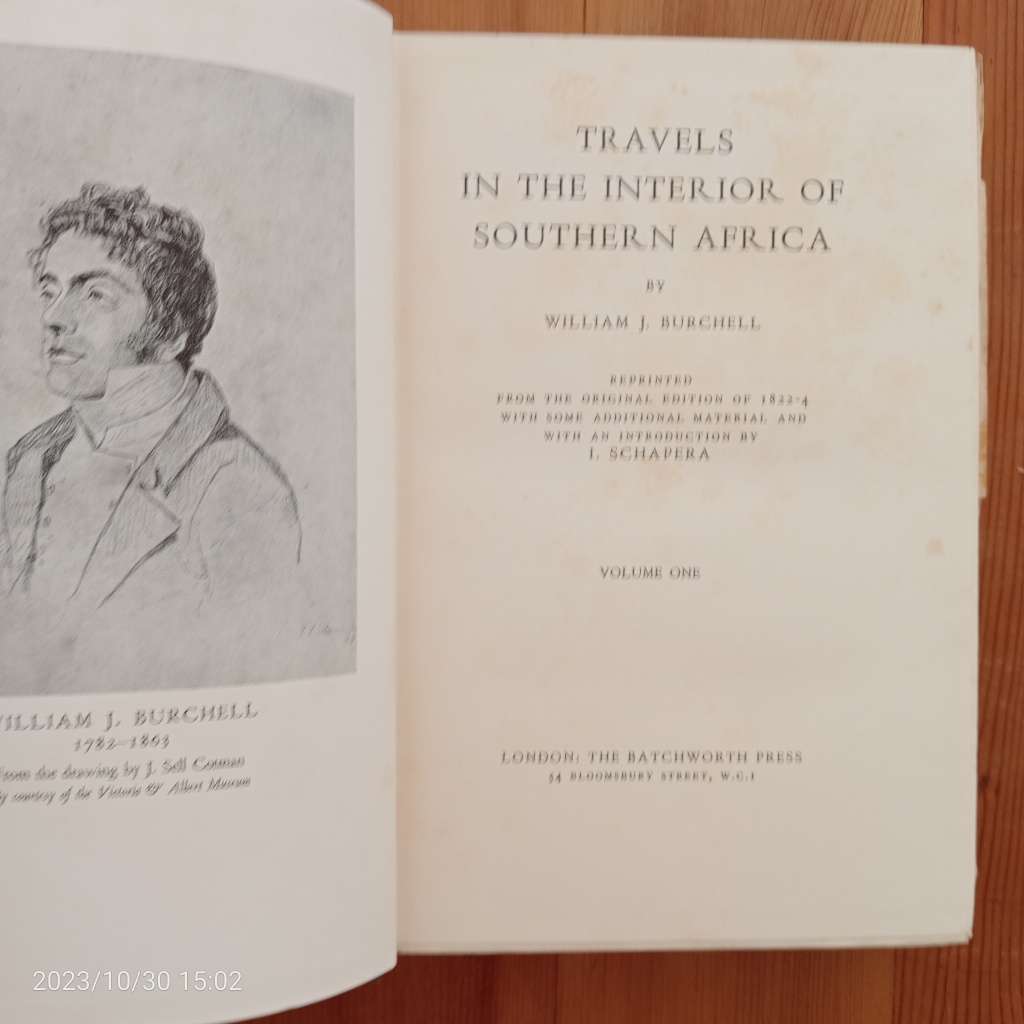 WILLIAM J. BURCHELL
1782–1863
From the drawing by J. Sell Cotman
By courtesy of the Victoria & Albert Museum
TRAVELS
IN THE INTERIOR OF
SOUTHERN AFRICA
BY
WILLIAM J. BURCHELL
REPRINTED
FROM THE ORIGINAL EDITION OF 1822-4
WITH SOME ADDITIONAL MATERIAL AND
WITH AN INTRODUCTION BY
I. SCHAPERA
VOLUME ONE
LONDON: THE BATCHWORTH PRESS
54 BLOOMSBURY STREET, W.C.1
2023/10/30 15:02